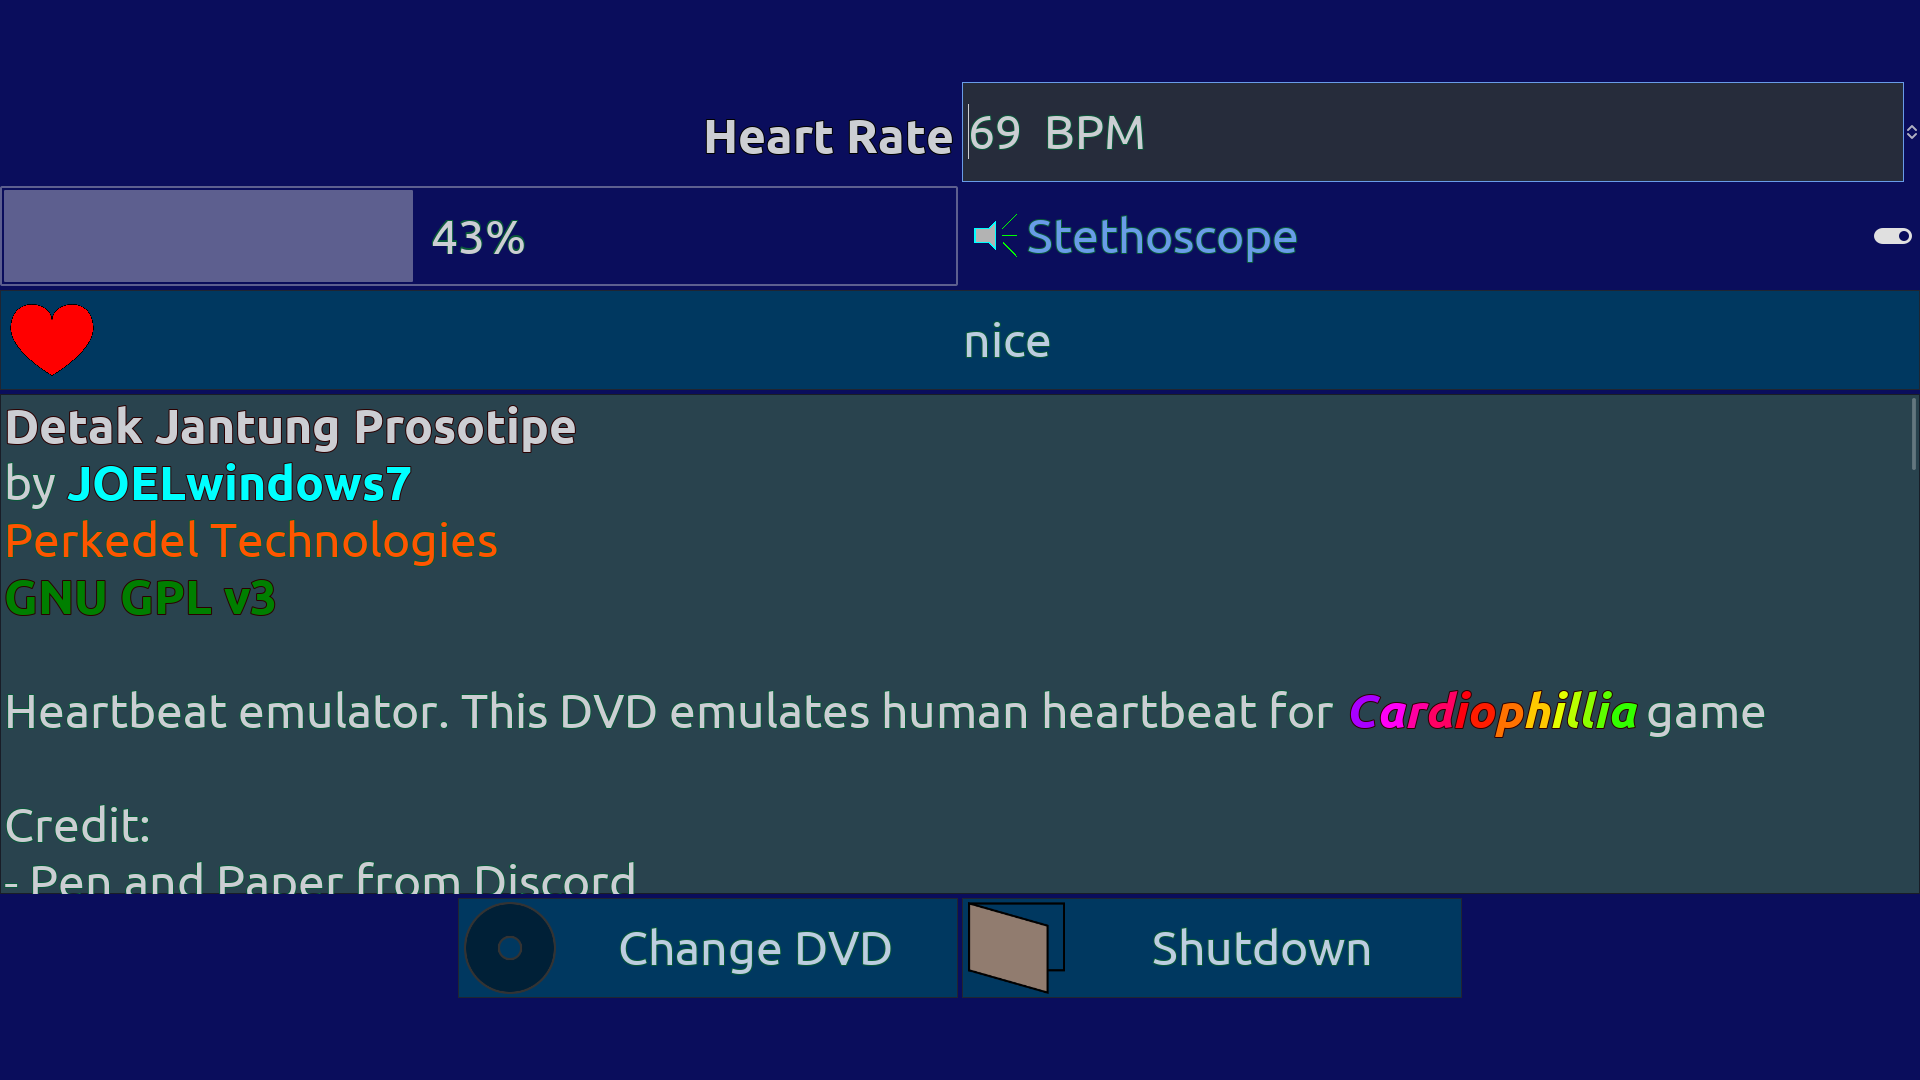 Heart Rate 69 BPM
43% Stethoscope
nice
Detak Jantung Prosotipe
by JOELwindows7
Perkedel Technologies
GNU GPL v3
Heartbeat emulator. This DVD emulates human heartbeat for Cardiophillia game
Credit:
- Pen and Paper from Discord
Change DVD Shutdown